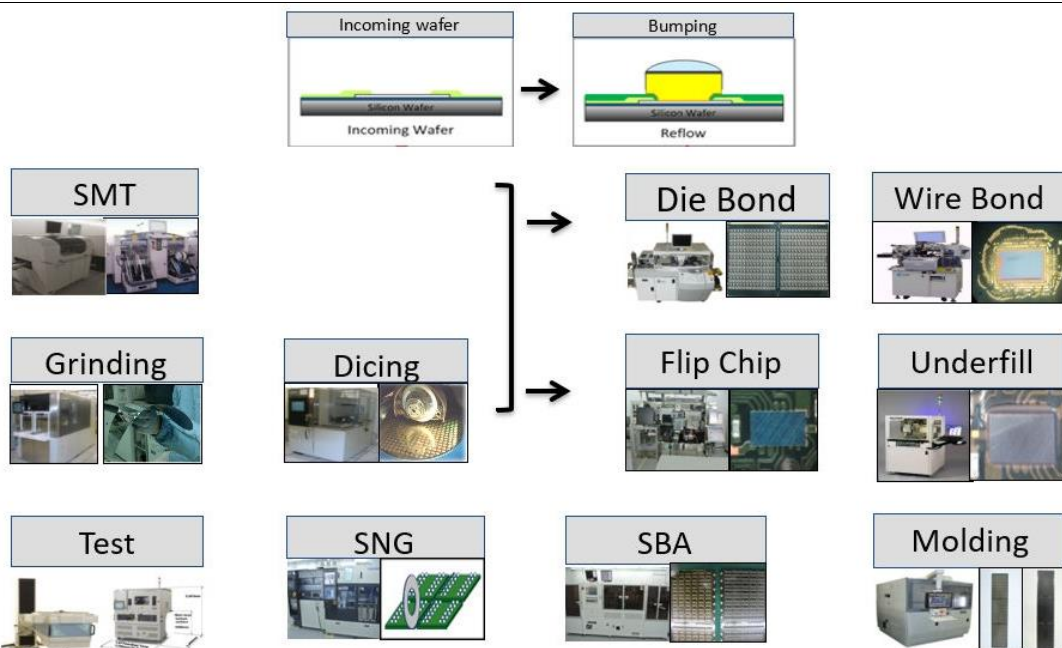 Incoming wafer
Bumping
Silicon Wafer
Incoming Wafer
Silicon Wafer
Reflow
SMT
Die Bond
Wire Bond
Grinding
Dicing
Flip Chip
Underfill
Test
SNG
SBA
Molding